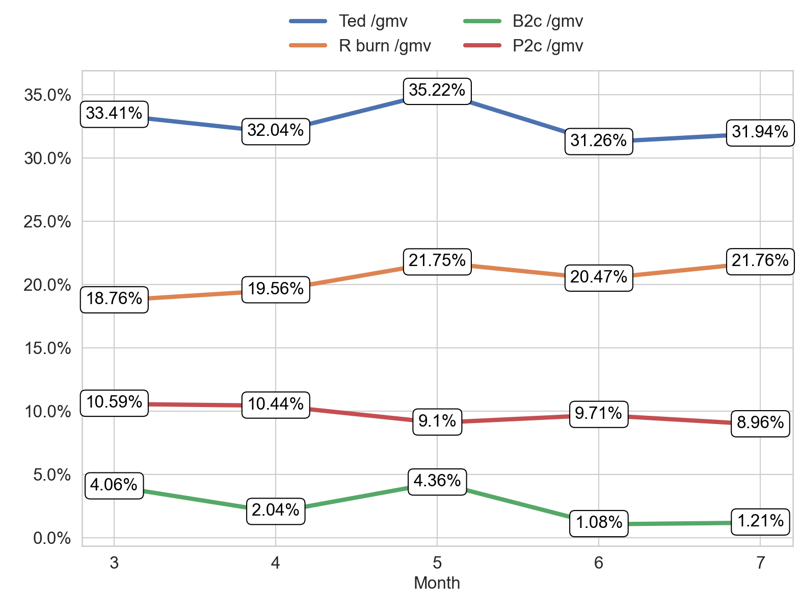 Ted /gmv B2c /gmv
R burn /gmv P2c /gmv
35.0%
30.0%
25.0%
20.0%
15.0%
10.0%
5.0%
0.0%
33.41% 32.04% 35.22% 31.26% 31.94%
18.76% 19.56% 21.75% 20.47% 21.76%
10.59% 10.44% 9.1% 9.71% 8.96%
4.06% 2.04% 4.36% 1.08% 1.21%
3 4 5 6 7
Month